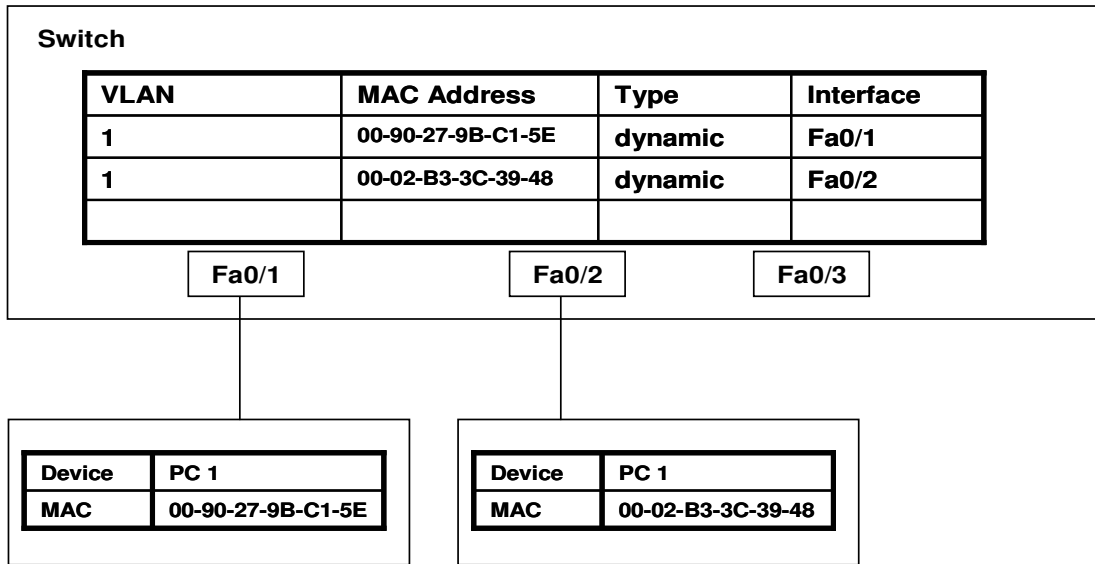 Switch
VLAN MAC Address Type Interface
1 00-90-27-9B-C1-5E dynamic Fa0/1
1 00-02-B3-3C-39-48 dynamic Fa0/2
Fa0/1 Fa0/2 Fa0/3
Device PC 1
MAC 00-90-27-9B-C1-5E
Device PC 1
MAC 00-02-B3-3C-39-48